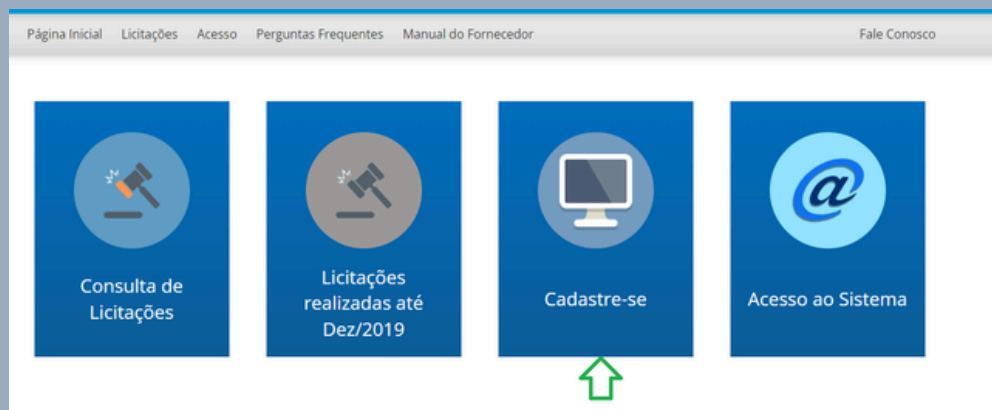 Página Inicial Licitações Acesso Perguntas Frequentes Manual do Fornecedor Fale Conosco
Consulta de
Licitações
Licitações
realizadas até
Dez/2019
Cadastre-se
Acesso ao Sistema